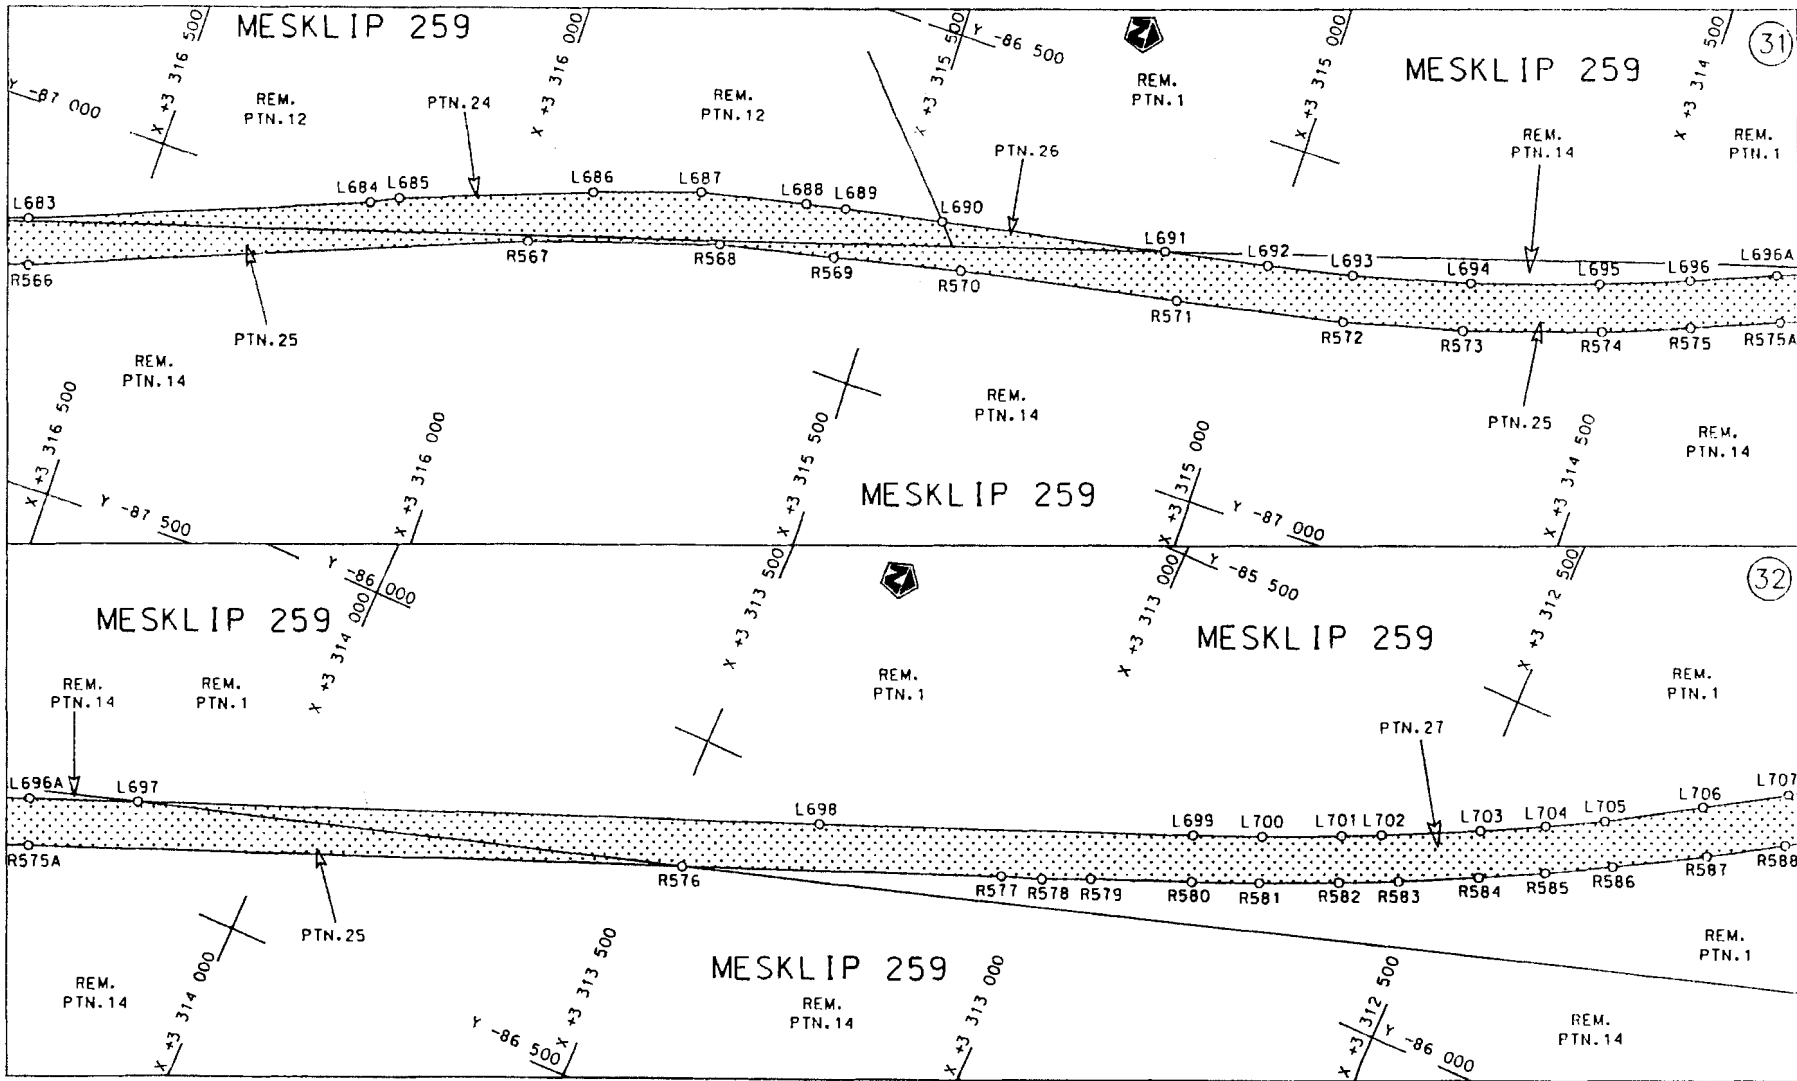 MESKLIP 259
X +3 316 500
X +3 316 000
X +3 315 500
Y -86 500
X +3 315 000
X +3 314 500
31
MESKLIP 259
Y -87 000
REM.
PTN.12
PTN.24
REM.
PTN.12
REM.
PTN.1
REM.
PTN.14
REM.
PTN.1
PTN.26
L683
L684
L685
L686
L687
L688
L689
L690
L691
L692
L693
L694
L695
L696
L696A
R566
R567
R568
R569
R570
R571
R572
R573
R574
R575
R575A
PTN.25
REM.
PTN.14
REM.
PTN.14
PTN.25
REM.
PTN.14
X +3 316 500
X +3 316 000
X +3 315 500
X +3 315 000
X +3 314 500
MESKLIP 259
Y -87 500
Y -87 000
Y -86 000
X +3 314 000
X +3 313 500
X +3 313 000
Y -85 500
X +3 312 500
32
MESKLIP 259
MESKLIP 259
REM.
PTN.14
REM.
PTN.1
REM.
PTN.1
REM.
PTN.1
PTN.27
L696A
L697
L698
L699
L700
L701
L702
L703
L704
L705
L706
L707
R575A
R576
R577
R578
R579
R580
R581
R582
R583
R584
R585
R586
R587
R588
PTN.25
REM.
PTN.1
MESKLIP 259
REM.
PTN.14
REM.
PTN.14
REM.
PTN.14
X +3 314 000
Y -86 500
X +3 313 500
X +3 313 000
X +3 312 500
Y -86 000